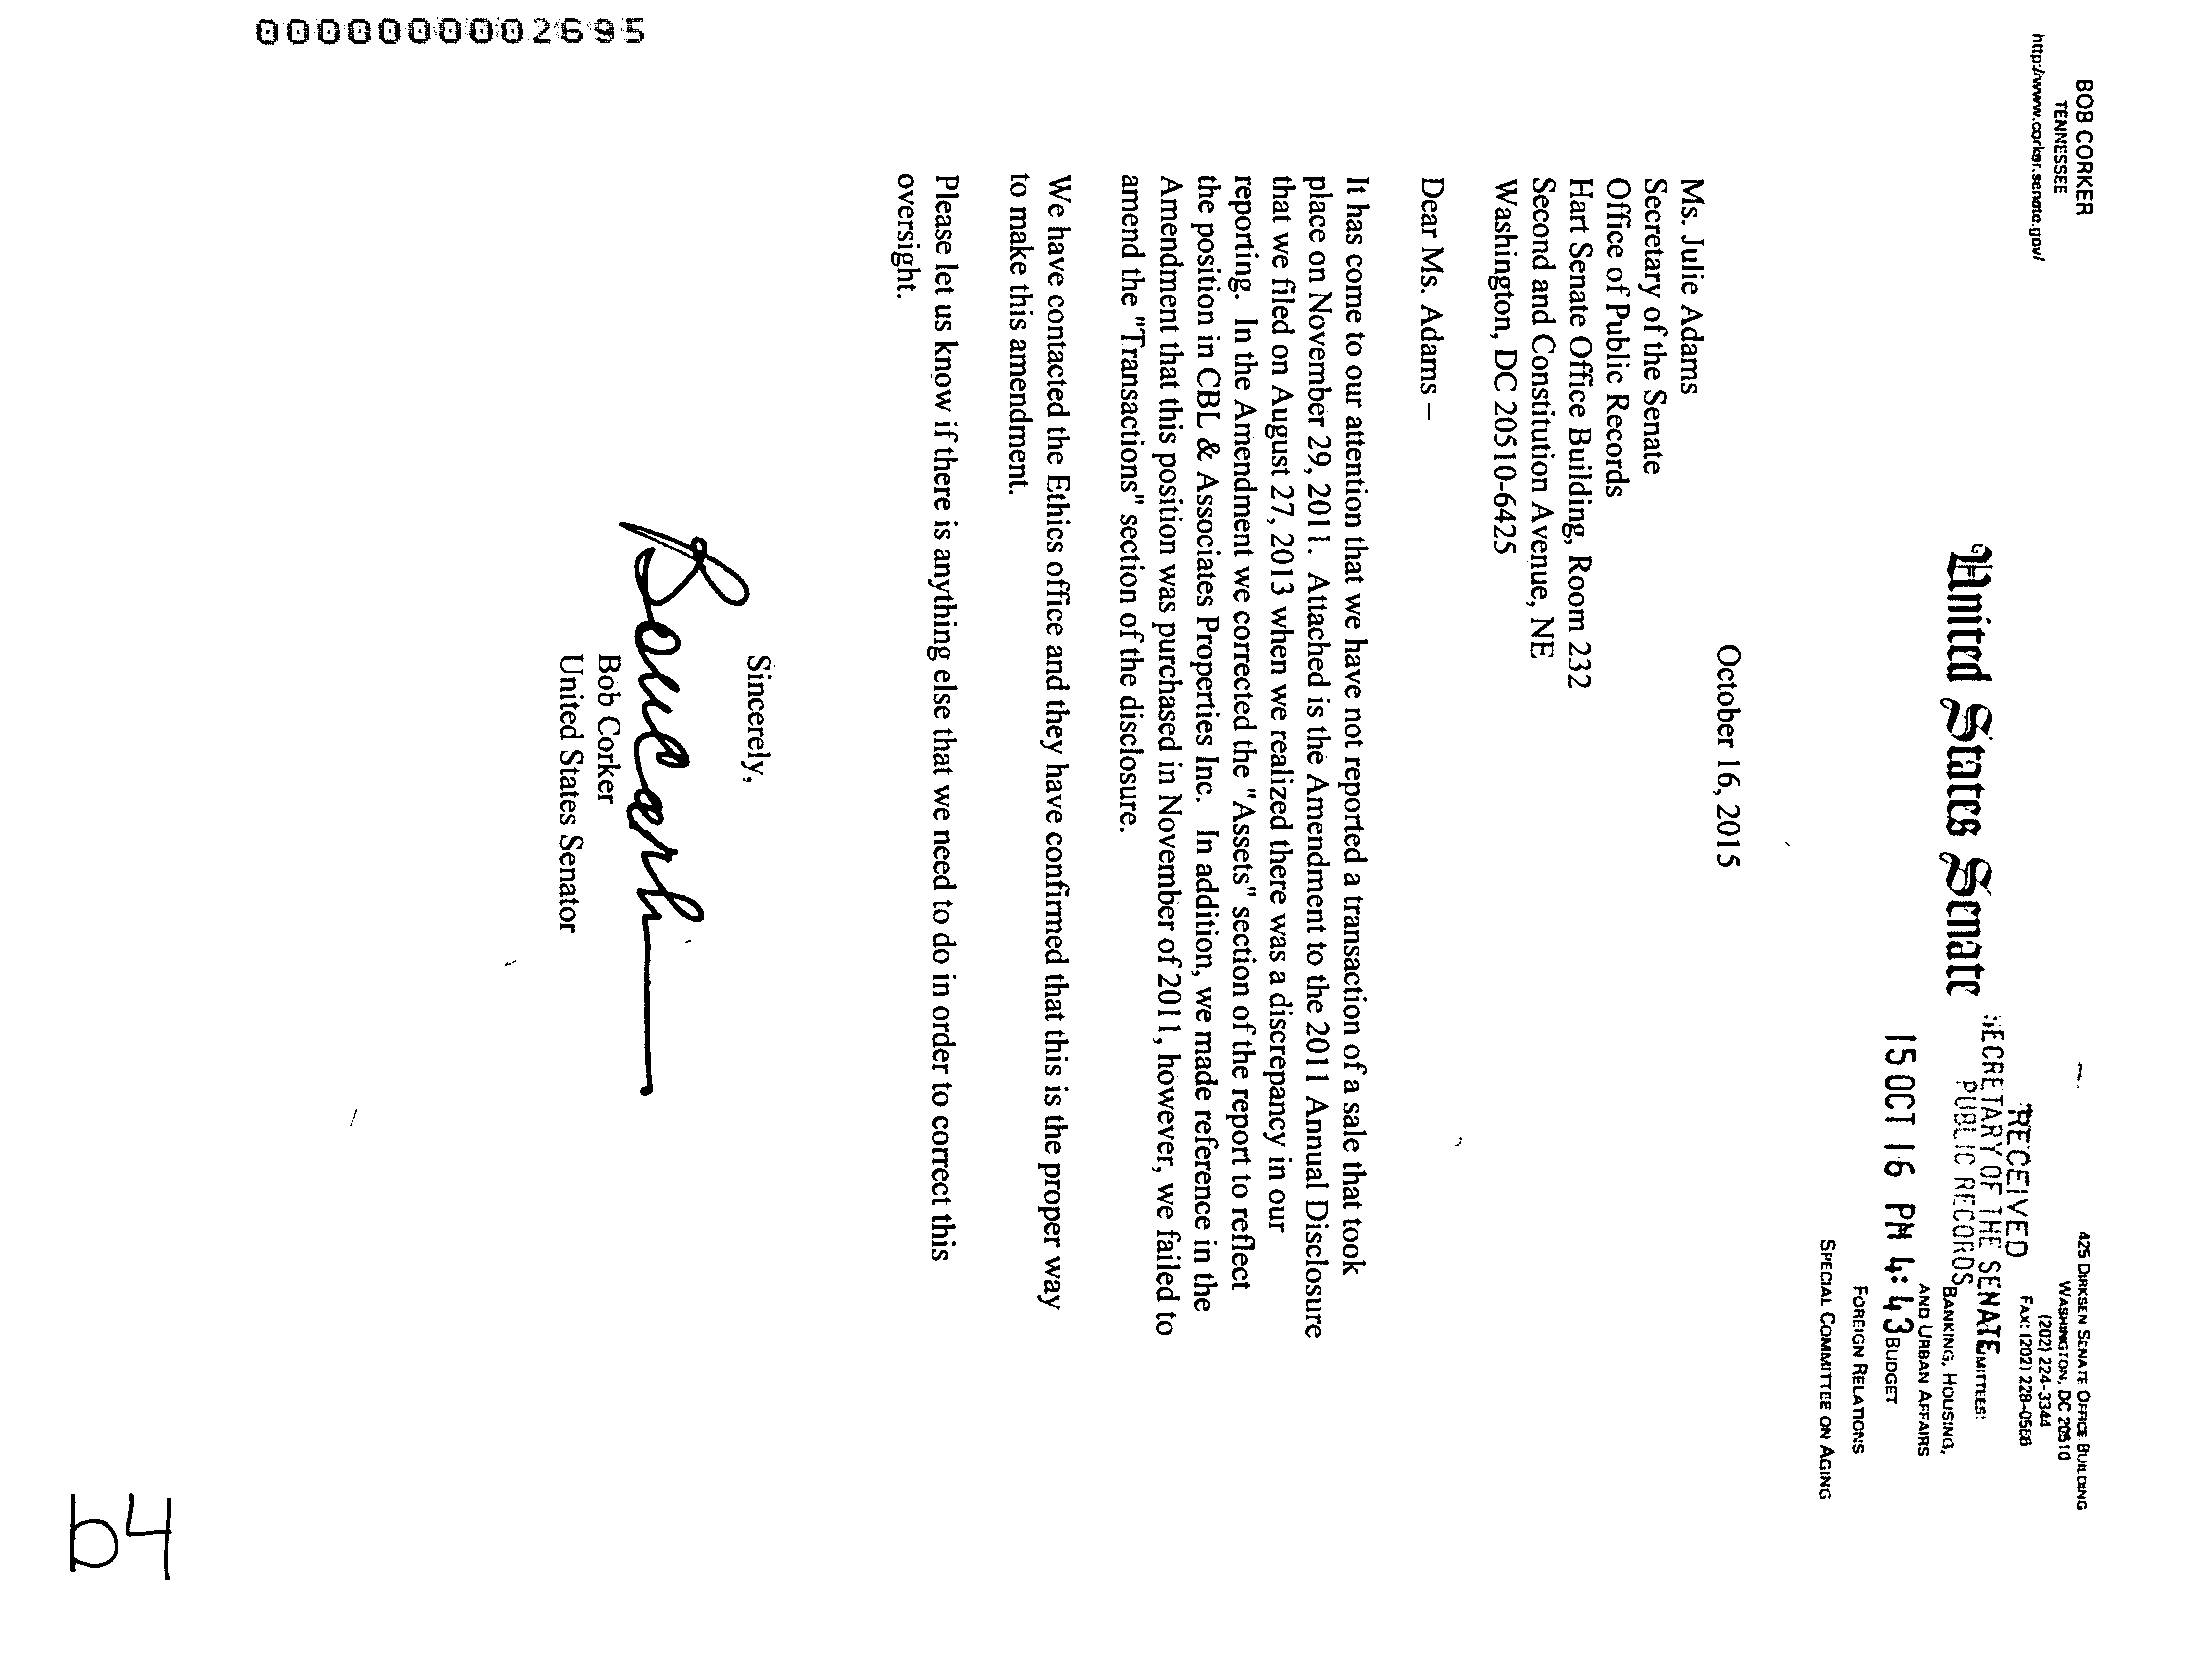 BOB CORKER
TENNESSEE
http://www.corker.senate.gov/
United States Senate
RECEIVED
SECRETARY OF THE SENATE
PUBLIC RECORDS
15 OCT 16 PM 4:43
425 DIRKSEN SENATE OFFICE BUILDING
WASHINGTON, DC 20510
(202) 224-3344
FAX: (202) 228-0566
BANKING, HOUSING,
AND URBAN AFFAIRS
BUDGET
FOREIGN RELATIONS
SPECIAL COMMITTEE ON AGING
October 16, 2015
Ms. Julie Adams
Secretary of the Senate
Office of Public Records
Hart Senate Office Building, Room 232
Second and Constitution Avenue, NE
Washington, DC 20510-6425
Dear Ms. Adams –
It has come to our attention that we have not reported a transaction of a sale that took
place on November 29, 2011. Attached is the Amendment to the 2011 Annual Disclosure
that we filed on August 27, 2013 when we realized there was a discrepancy in our
reporting. In the Amendment we corrected the "Assets" section of the report to reflect
the position in CBL & Associates Properties Inc. In addition, we made reference in the
Amendment that this position was purchased in November of 2011, however, we failed to
amend the "Transactions" section of the disclosure.
We have contacted the Ethics office and they have confirmed that this is the proper way
to make this amendment.
Please let us know if there is anything else that we need to do in order to correct this
oversight.
Sincerely,
Bob Corker
United States Senator
000000002695
b4